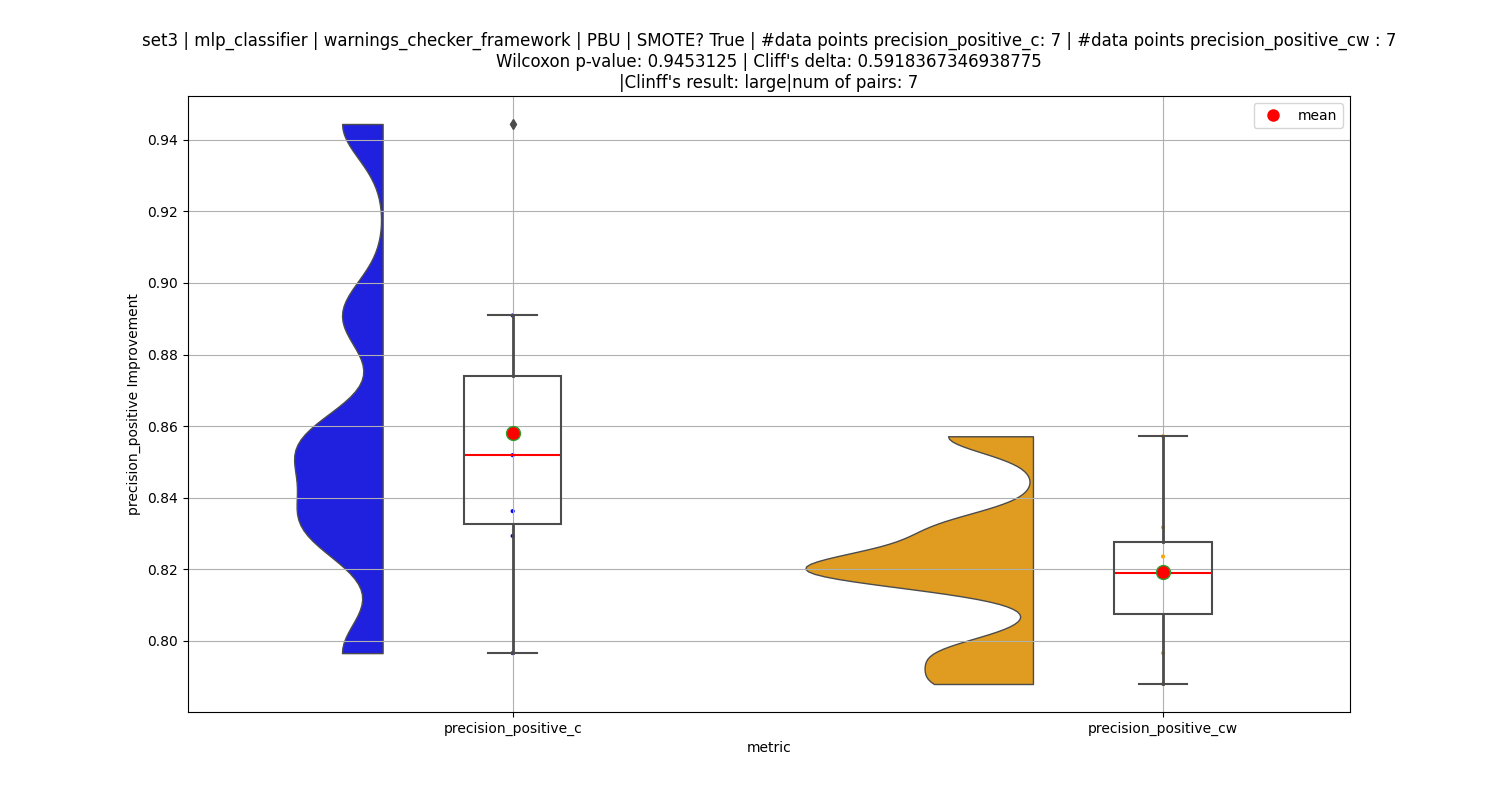 set3 | mlp_classifier | warnings_checker_framework | PBU | SMOTE? True | #data points precision_positive_c: 7 | #data points precision_positive_cw : 7
Wilcoxon p-value: 0.9453125 | Cliff's delta: 0.5918367346938775
|Clinff's result: large|num of pairs: 7
mean
0.94
0.92
0.90
0.88
0.86
0.84
0.82
0.80
precision_positive Improvement
precision_positive_c
precision_positive_cw
metric